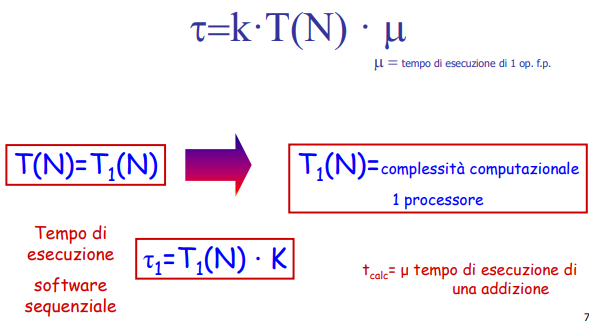 τ=k·T(N) · μ
μ = tempo di esecuzione di 1 op. f.p.
T(N)=T₁(N)
T₁(N)=complessità computazionale
1 processore
Tempo di
esecuzione
software
sequenziale
τ₁=T₁(N) · K
t_calc= μ tempo di esecuzione di
una addizione
7